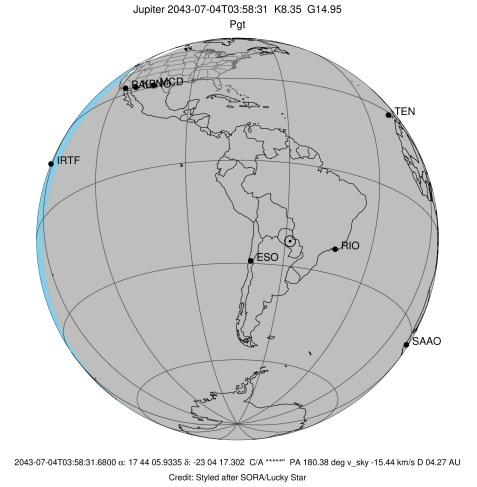 Jupiter 2043-07-04T03:58:31 K8.35 G14.95
Pgt
MCD
TEN
IRTF
RIO
ESO
SAAO
2043-07-04T03:58:31.6800 α: 17 44 05.9335 δ: -23 04 17.302 C/A *****" PA 180.38 deg v_sky -15.44 km/s D 04.27 AU
Credit: Styled after SORA/Lucky Star